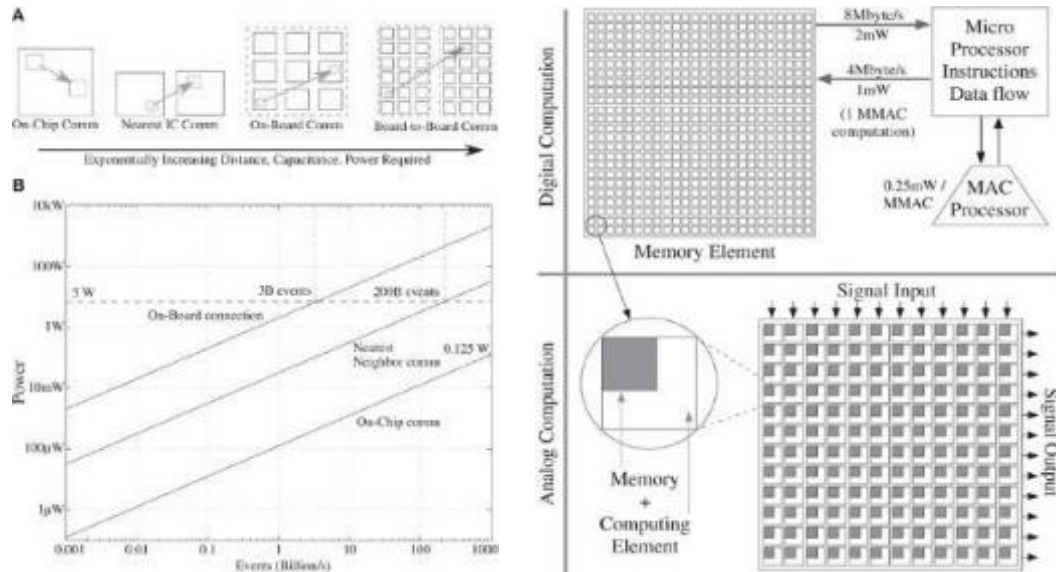 A
On-Chip Comm
Nearest IC Comm
On-Board Comm
Board-to-Board Comm
Exponentially Increasing Distance, Capacitance, Power Required
B
10kW
100W
1W
10mW
100µW
1µW
Power
5 W
3B events
200B events
On-Board connection
Nearest
Neighbor comm
0.125 W
On-Chip comm
0.001
0.01
0.1
1
10
100
1000
Events (Billion/s)
Digital Computation
8Mbyte/s
2mW
4Mbyte/s
1mW
(1 MMAC
computation)
Micro
Processor
Instructions
Data flow
0.25mW /
MMAC
MAC
Processor
Memory Element
Analog Computation
Signal Input
Signal Output
Memory
+
Computing
Element